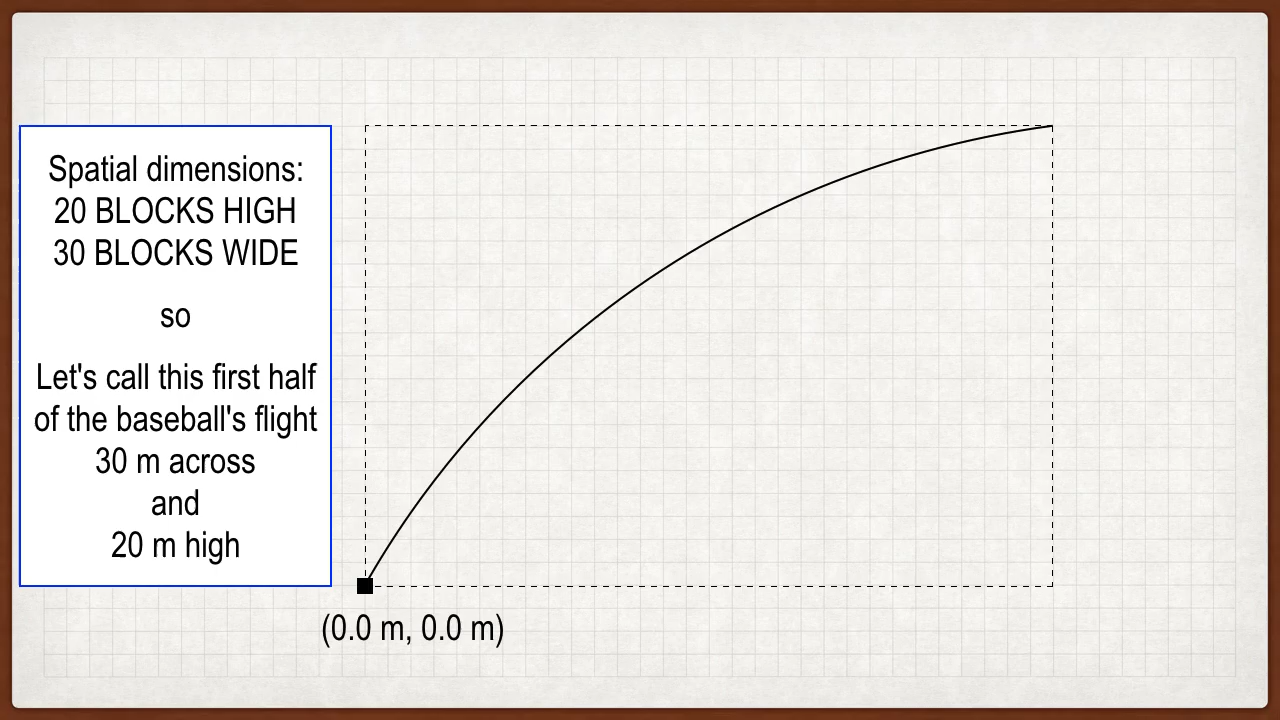 Spatial dimensions:
20 BLOCKS HIGH
30 BLOCKS WIDE
so
Let's call this first half
of the baseball's flight
30 m across
and
20 m high
(0.0 m, 0.0 m)